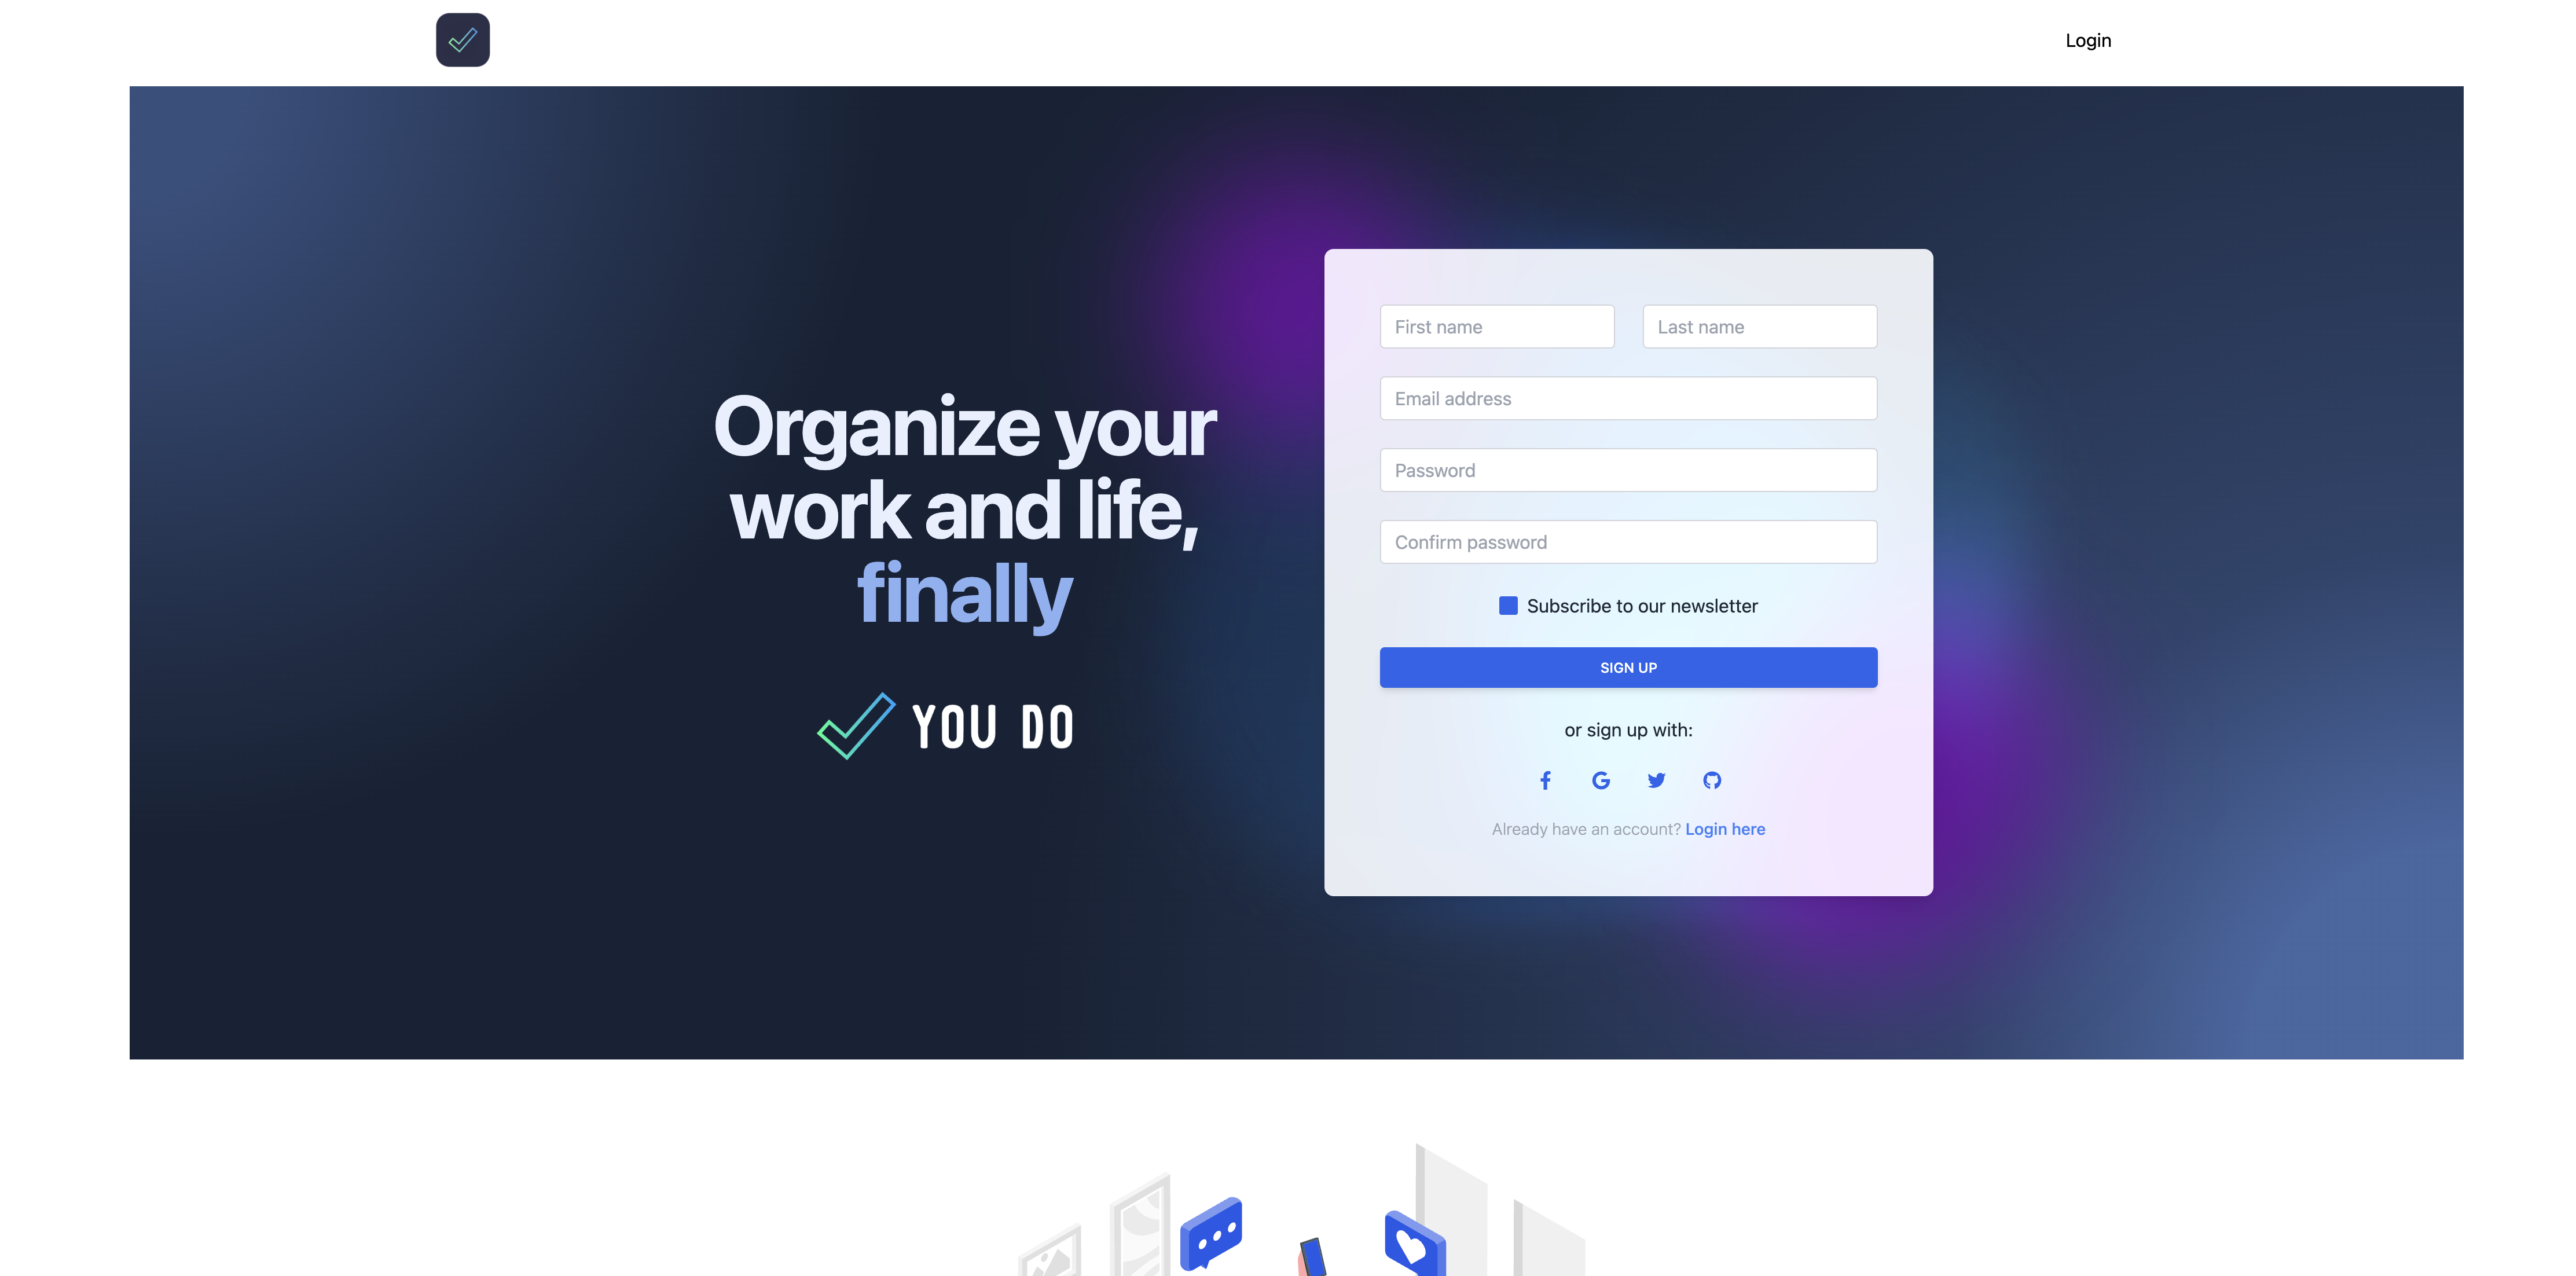 Login
Organize your
work and life,
finally
YOU DO
First name
Last name
Email address
Password
Confirm password
Subscribe to our newsletter
SIGN UP
or sign up with:
Already have an account? Login here